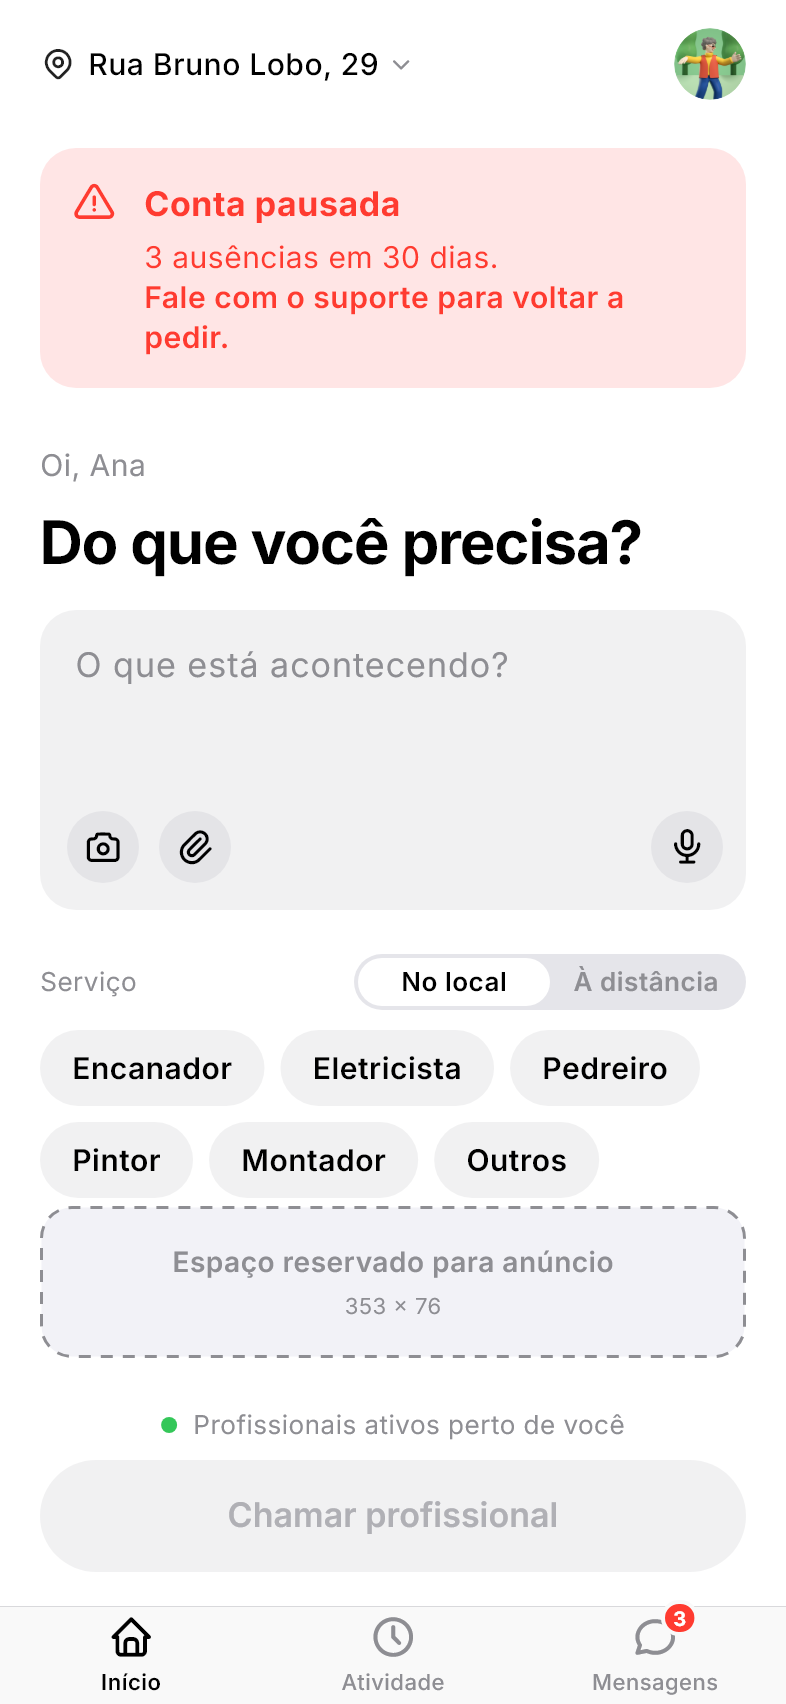 Rua Bruno Lobo, 29
Conta pausada
3 ausências em 30 dias.
Fale com o suporte para voltar a
pedir.
Oi, Ana
Do que você precisa?
O que está acontecendo?
Serviço
No local
À distância
Encanador
Eletricista
Pedreiro
Pintor
Montador
Outros
Espaço reservado para anúncio
353 × 76
Profissionais ativos perto de você
Chamar profissional
3
Início
Atividade
Mensagens